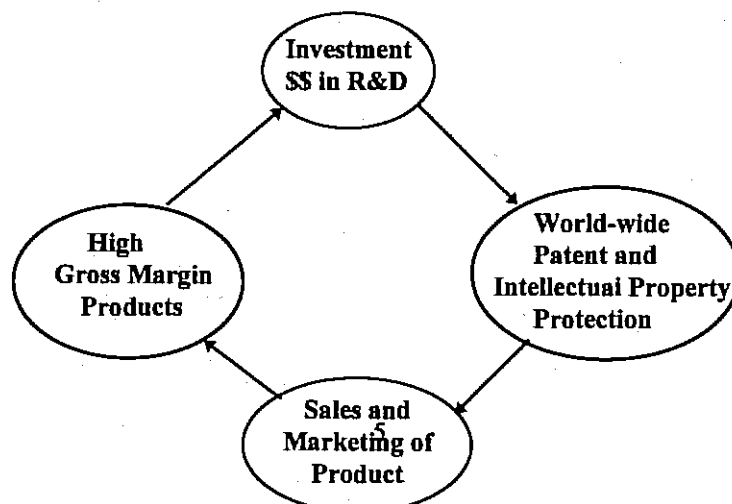 Investment
$$ in R&D
World-wide
Patent and
Intellectual Property
Protection
Sales and
5
Marketing of
Product
High
Gross Margin
Products